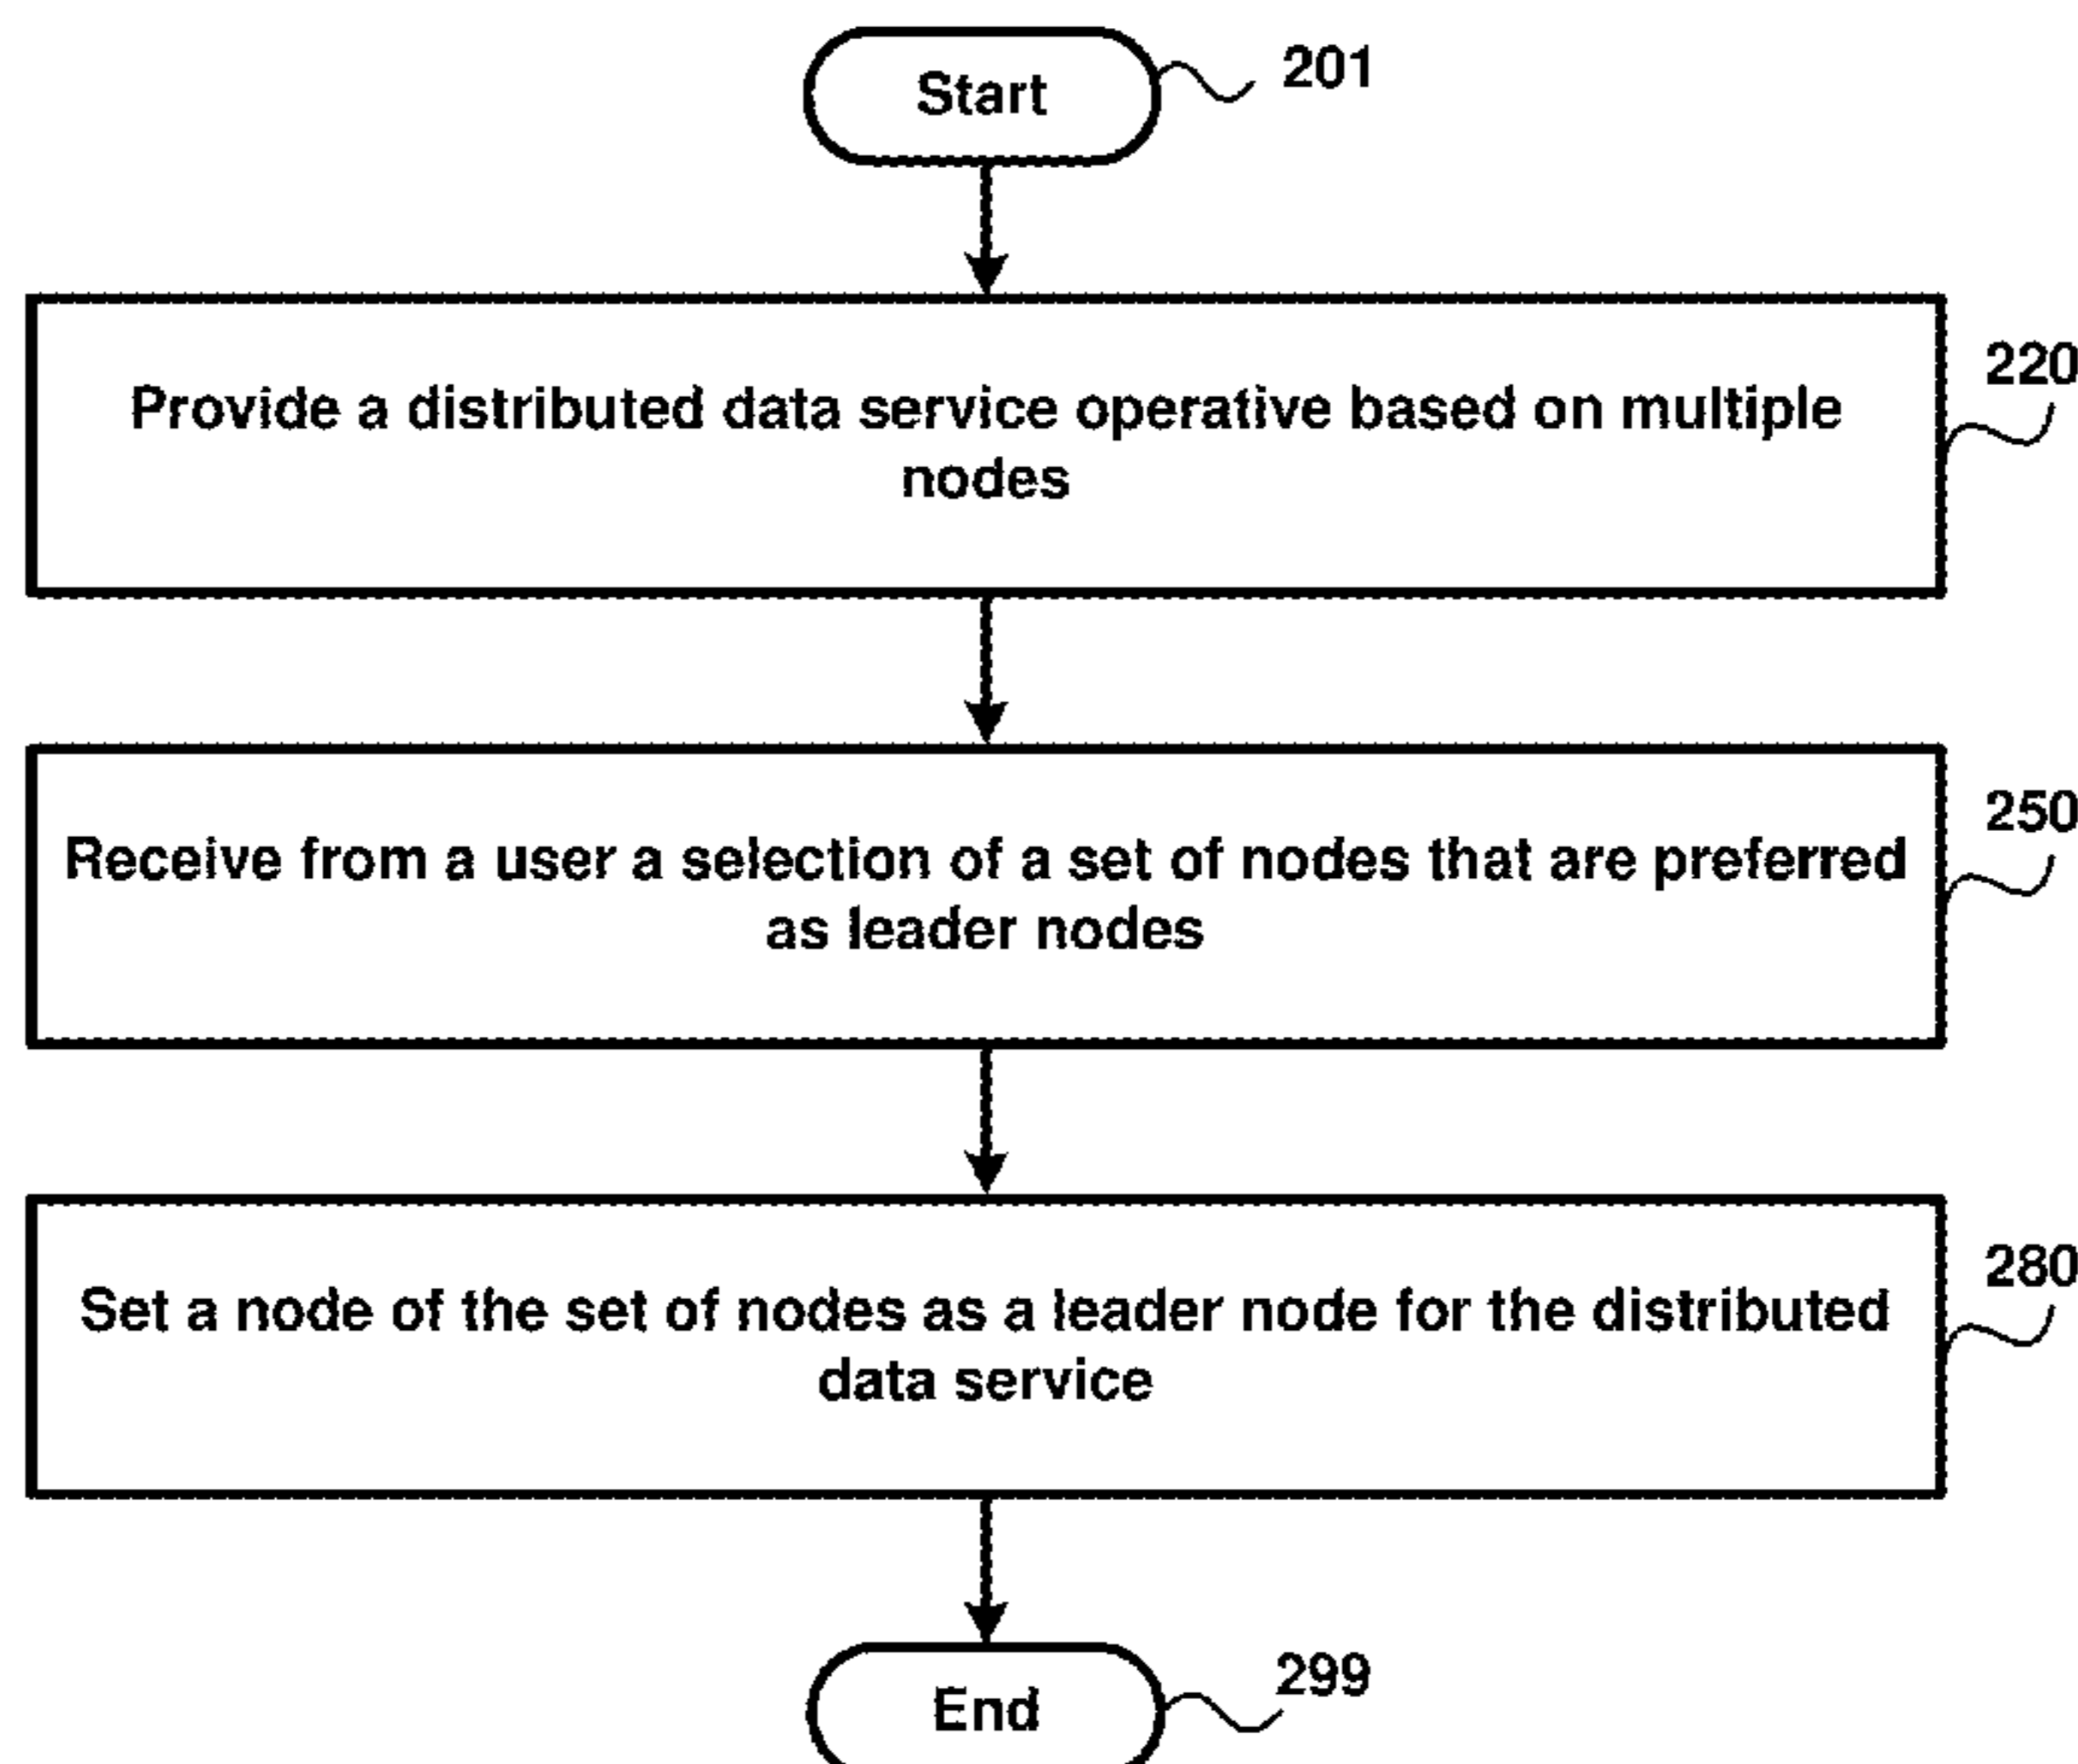 Start
201
Provide a distributed data service operative based on multiple
nodes
220
Receive from a user a selection of a set of nodes that are preferred
as leader nodes
250
Set a node of the set of nodes as a leader node for the distributed
data service
280
End
299